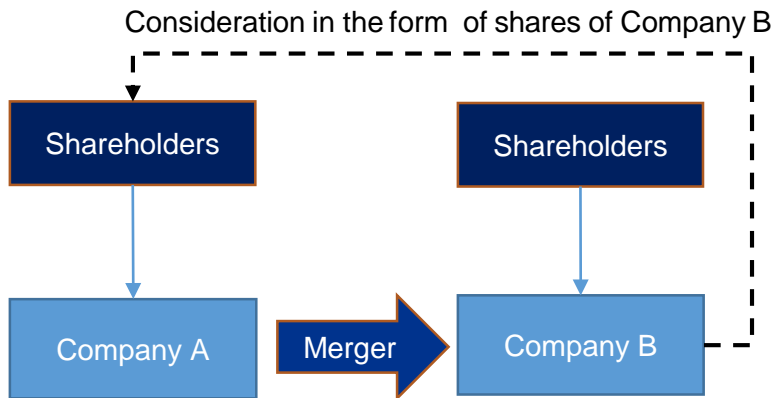 Consideration in the form of shares of Company B
Shareholders
Shareholders
Company A
Merger
Company B